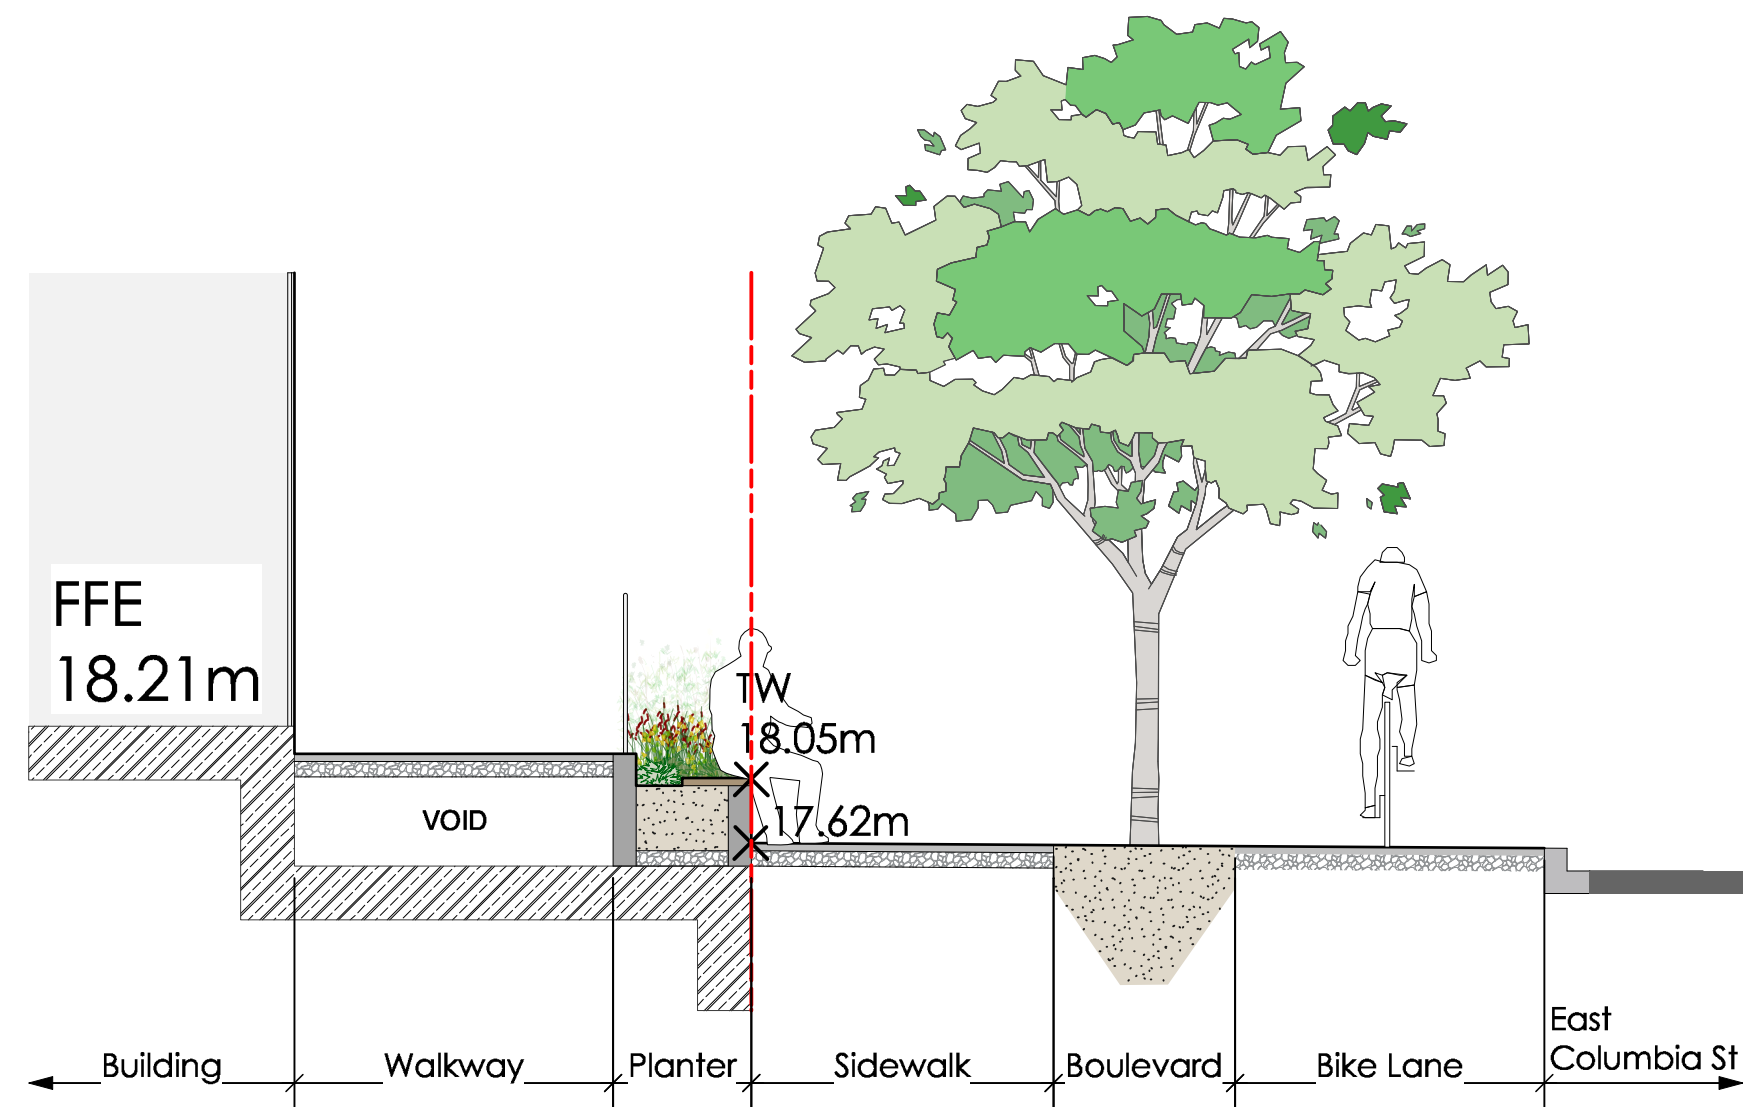 FFE
18.21m
TW
18.05m
17.62m
VOID
Building
Walkway
Planter
Sidewalk
Boulevard
Bike Lane
East
Columbia St